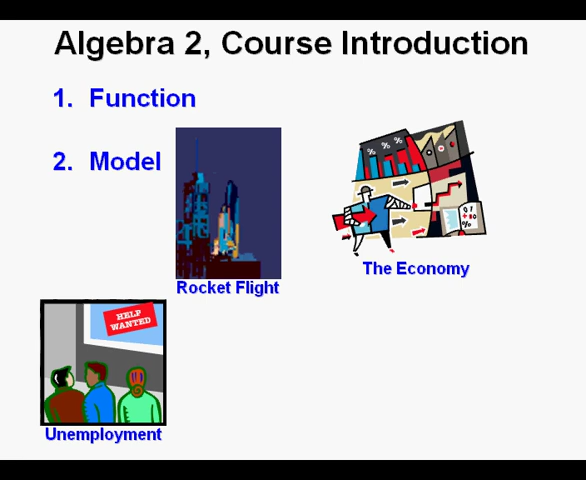 Algebra 2, Course Introduction
1. Function
2. Model
% % %
%
Rocket Flight
The Economy
HELP
WANTED
Unemployment